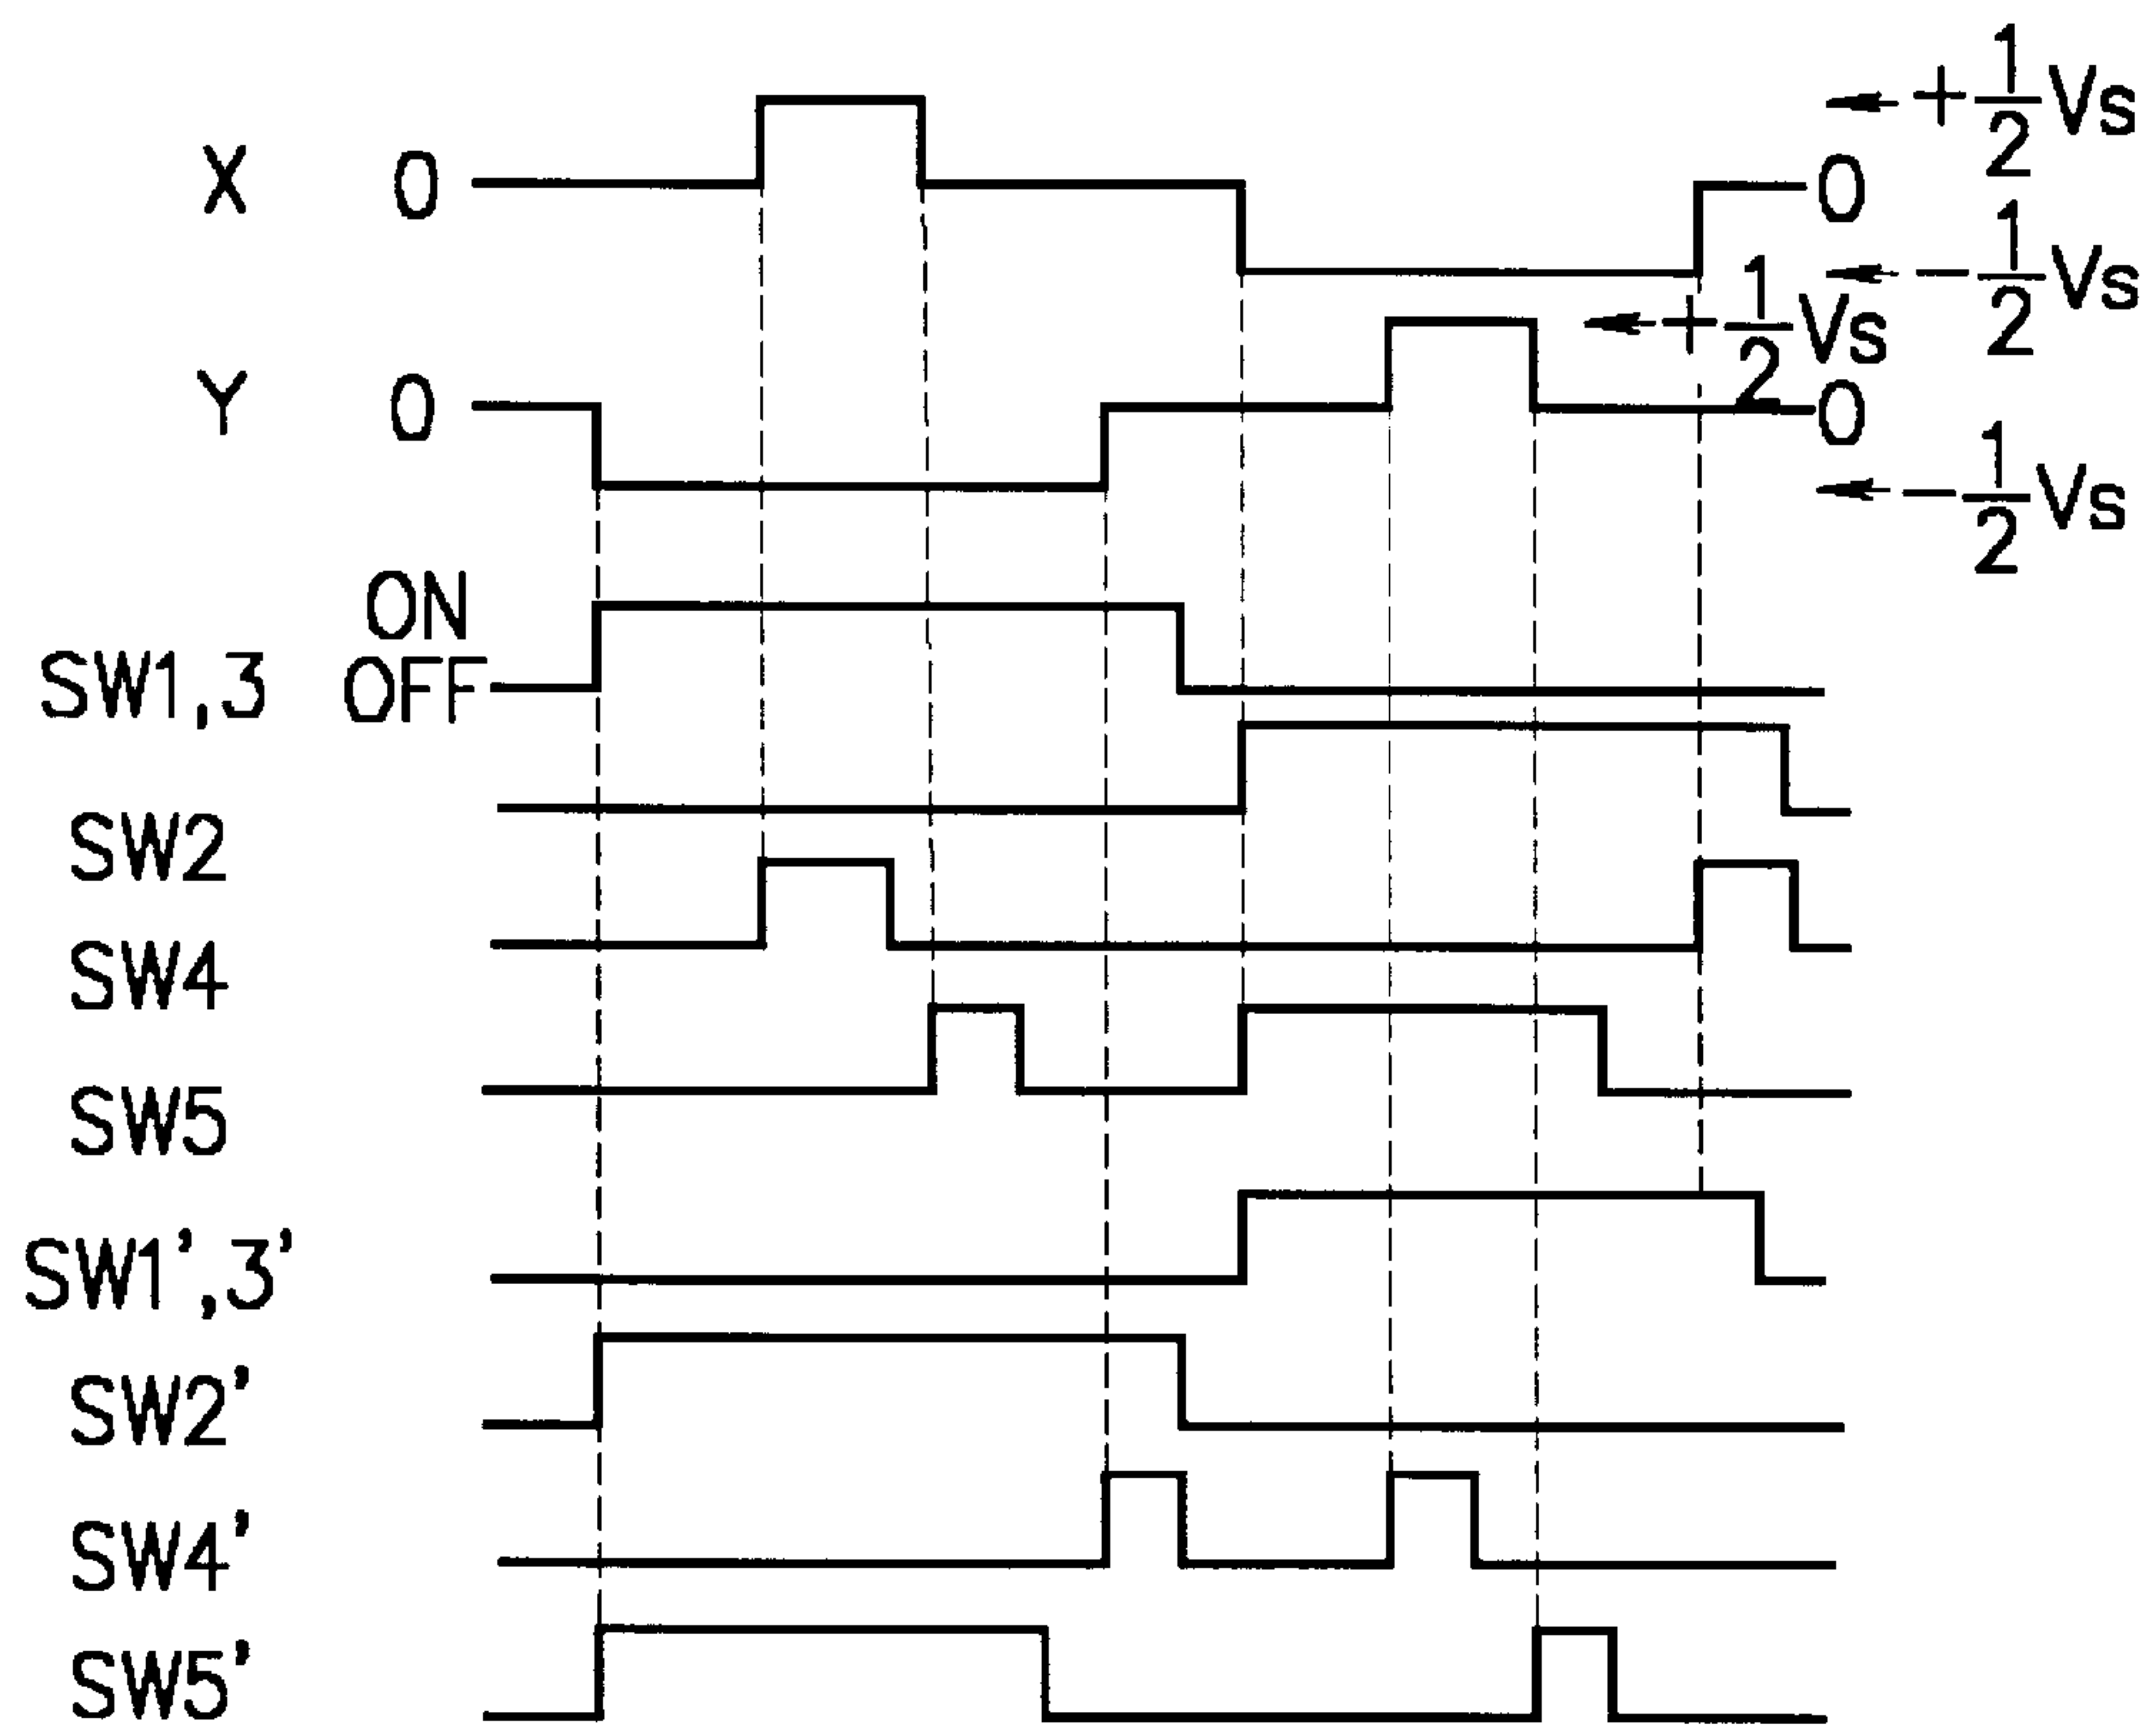 +1/2Vs
X 0 0
-1/2Vs
+1/2Vs
Y 0 0
-1/2Vs
ON
SW1,3 OFF
SW2
SW4
SW5
SW1',3'
SW2'
SW4'
SW5'